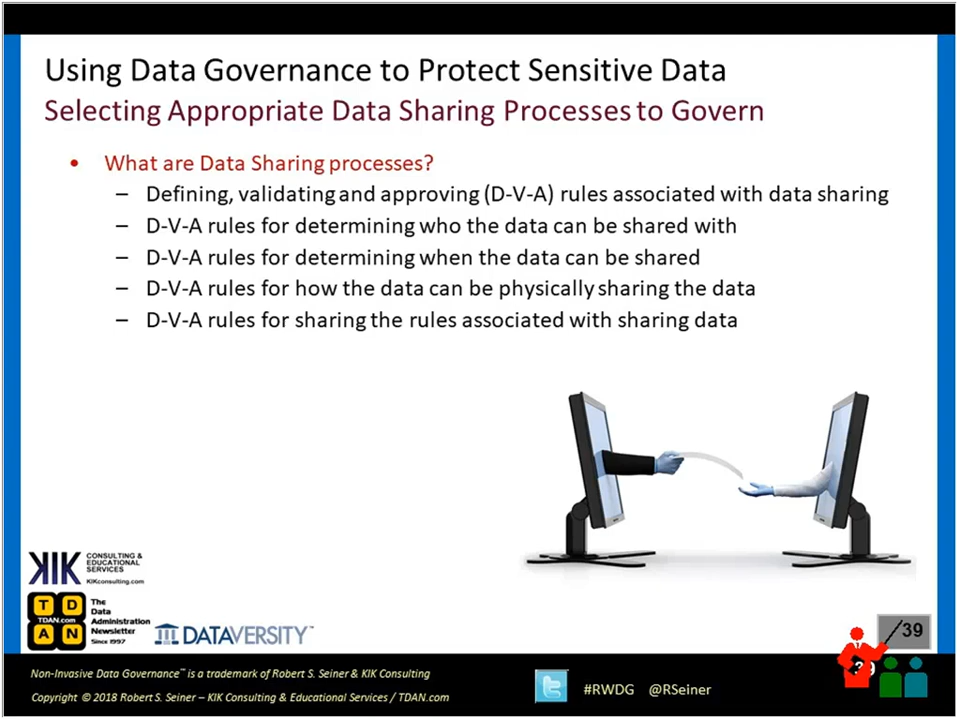 Using Data Governance to Protect Sensitive Data
Selecting Appropriate Data Sharing Processes to Govern
• What are Data Sharing processes?
– Defining, validating and approving (D-V-A) rules associated with data sharing
– D-V-A rules for determining who the data can be shared with
– D-V-A rules for determining when the data can be shared
– D-V-A rules for how the data can be physically sharing the data
– D-V-A rules for sharing the rules associated with sharing data
KIK
CONSULTING &
EDUCATIONAL
SERVICES
KIKconsulting.com
T D
TDAN.com
A N
The
Data
Administration
Newsletter
Since 1997
DATAVERSITY™
/39
39
Non-Invasive Data Governance™ is a trademark of Robert S. Seiner & KIK Consulting
Copyright © 2018 Robert S. Seiner – KIK Consulting & Educational Services / TDAN.com
#RWDG @RSeiner